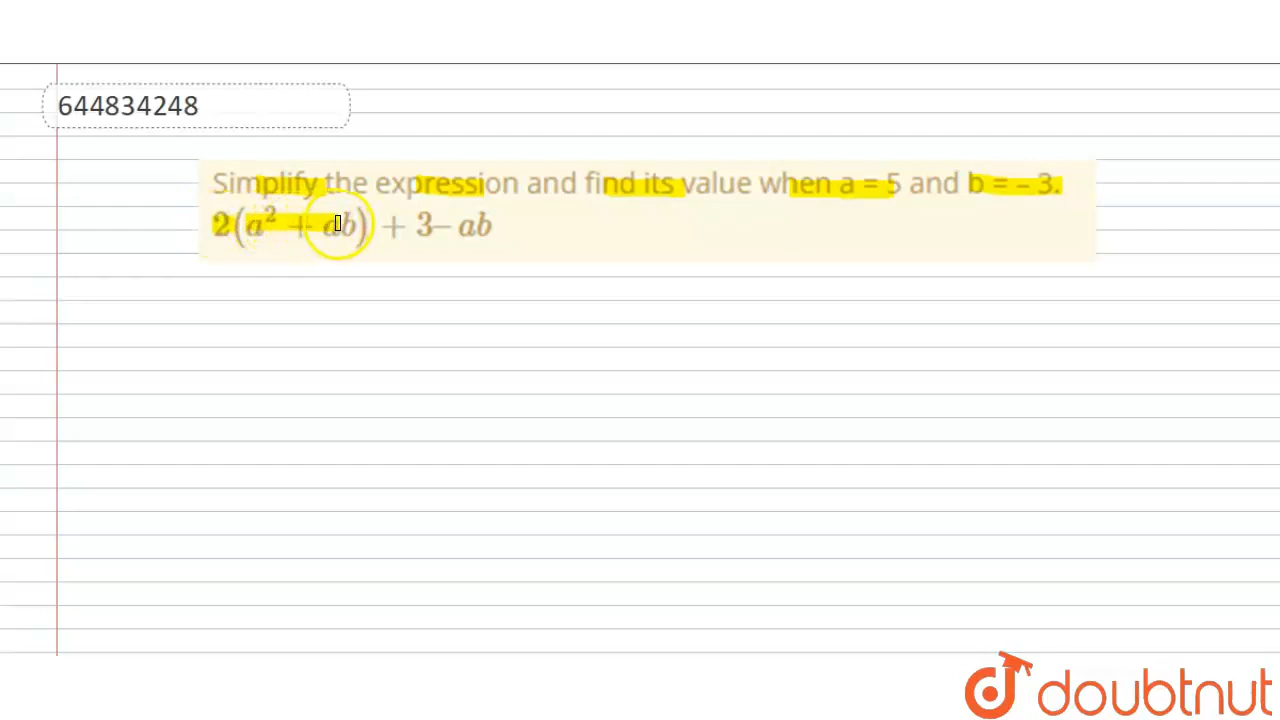 644834248
Simplify the expression and find its value when a = 5 and b = – 3.
2(a² + ab) + 3– ab
doubtnut